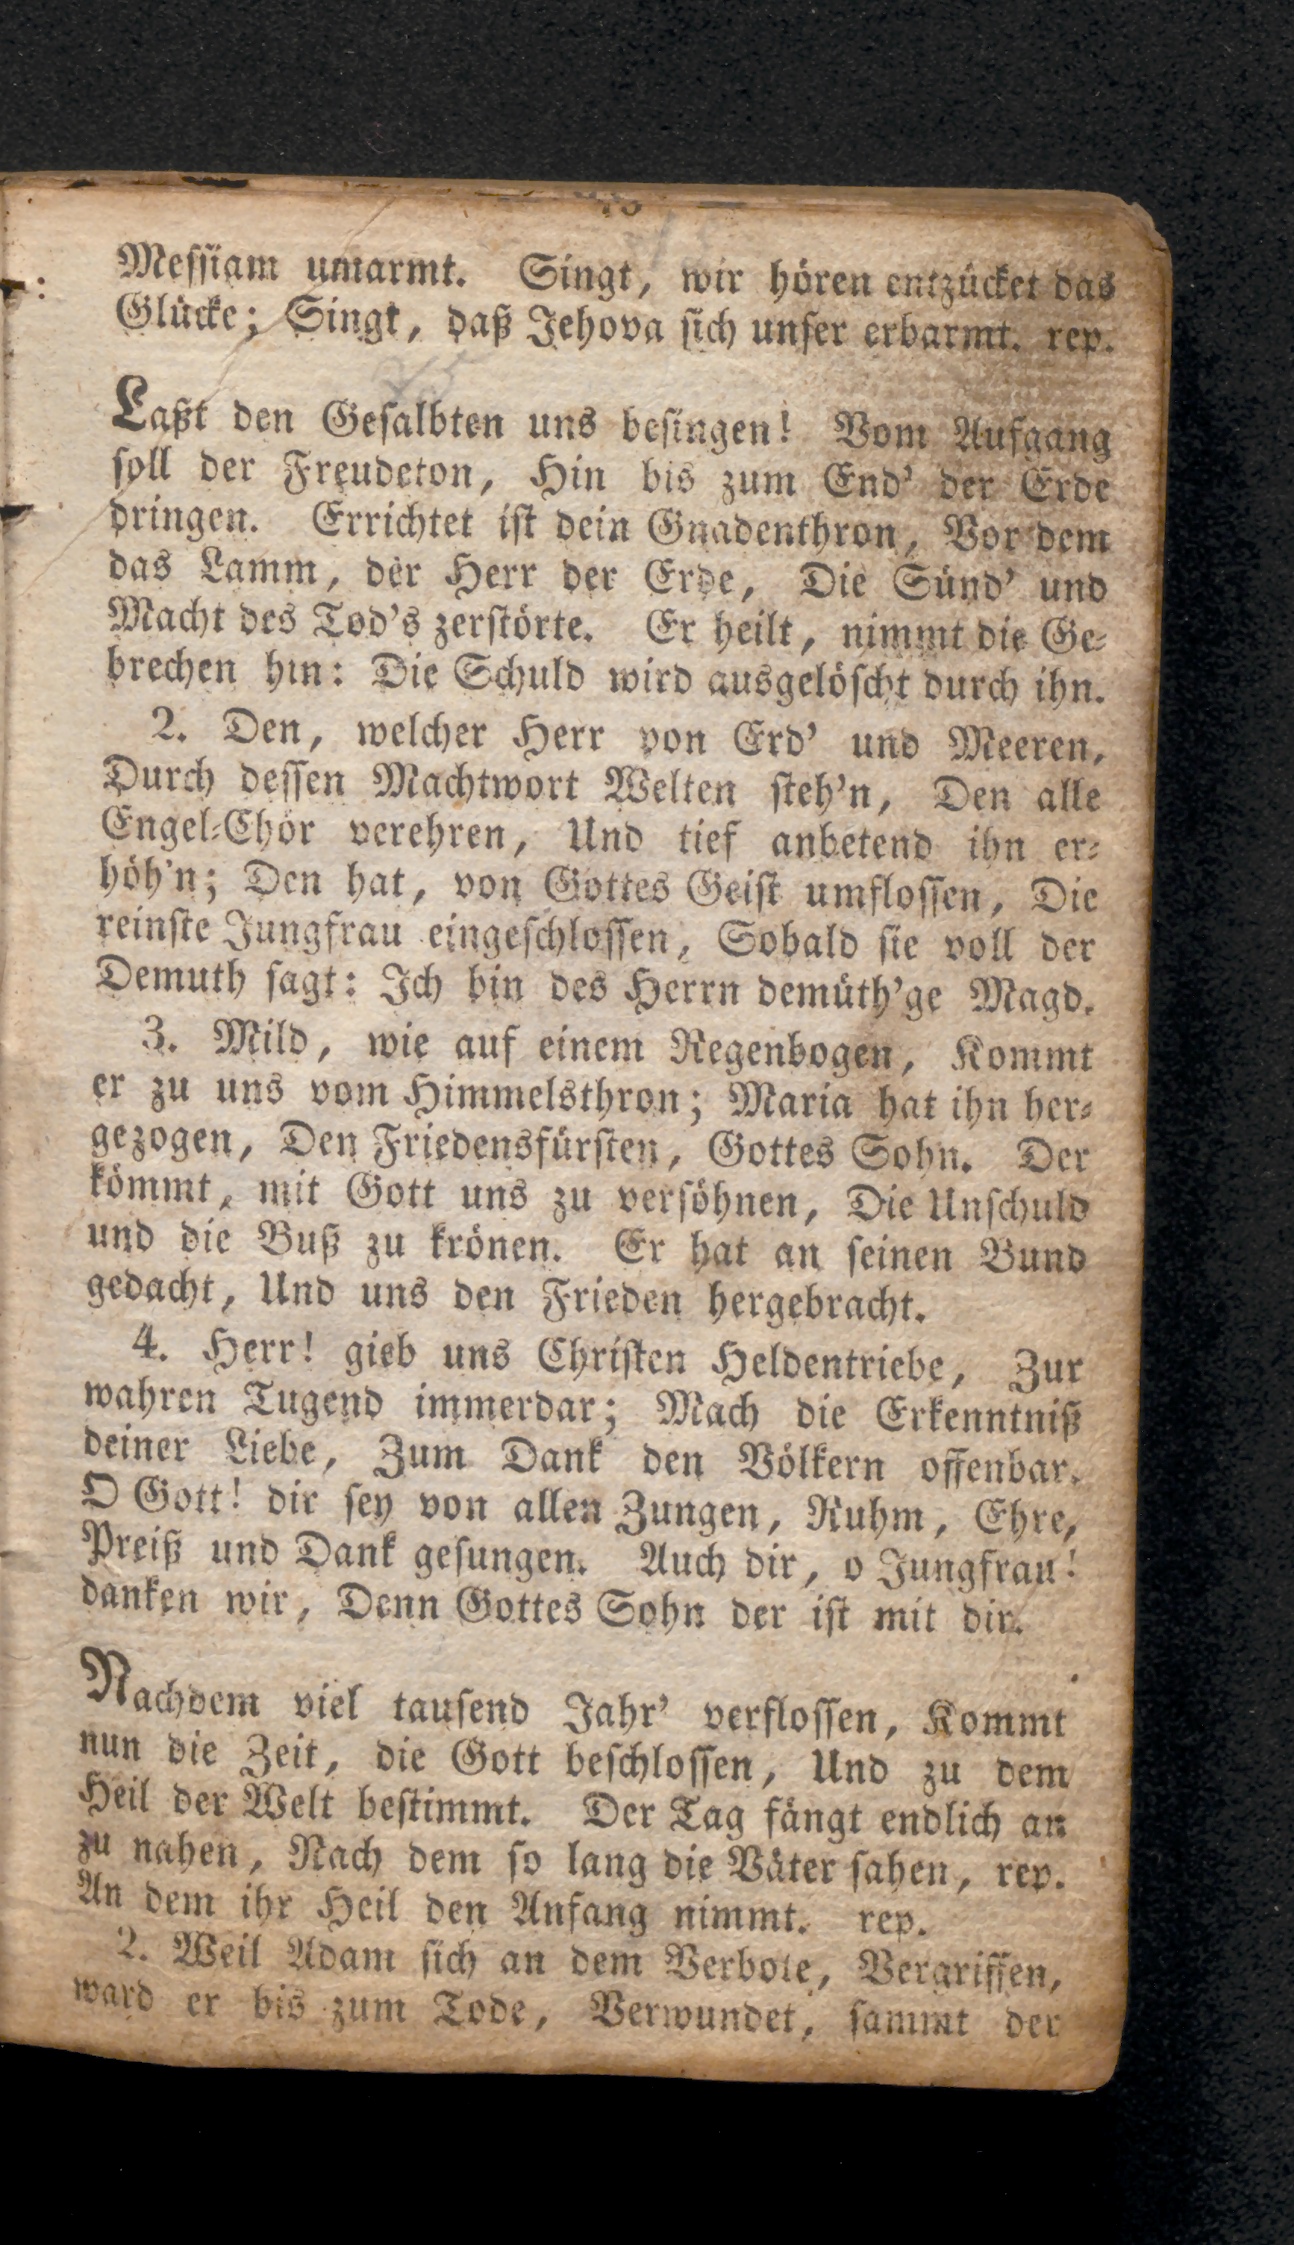 Meſſiam umarmt. Singt, wir hören entzücket das
Glücke; Singt, daß Jehova ſich unſer erbarmt. rep.
Laßt den Geſalbten uns beſingen! Vom Aufgang
ſoll der Freudeton, Hin bis zum End' der Erde
dringen. Errichtet iſt dein Gnadenthron, Vor dem
das Lamm, der Herr der Erde, Die Sünd' und
Macht des Tod's zerſtörte. Er heilt, nimmt die Ge-
brechen hin: Die Schuld wird ausgelöſcht durch ihn.
2. Den, welcher Herr von Erd' und Meeren,
Durch deſſen Machtwort Welten ſteh'n, Den alle
Engel-Chör verehren, Und tief anbetend ihn er-
höh'n; Den hat, von Gottes Geiſt umfloſſen, Die
reinſte Jungfrau eingeſchloſſen, Sobald ſie voll der
Demuth ſagt: Ich bin des Herrn demüth'ge Magd.
3. Mild, wie auf einem Regenbogen, Kommt
er zu uns vom Himmelsthron; Maria hat ihn her-
gezogen, Den Friedensfürſten, Gottes Sohn. Der
kömmt, mit Gott uns zu verſöhnen, Die Unſchuld
und die Buß zu krönen. Er hat an ſeinen Bund
gedacht, Und uns den Frieden hergebracht.
4. Herr! gieb uns Chriſten Heldentriebe, Zur
wahren Tugend immerdar; Mach die Erkenntniß
deiner Liebe, Zum Dank den Völkern offenbar.
O Gott! dir ſey von allen Zungen, Ruhm, Ehre,
Preiß und Dank geſungen. Auch dir, o Jungfrau!
danken wir, Denn Gottes Sohn der iſt mit dir.
Nachdem viel tauſend Jahr' verfloſſen, Kommt
nun die Zeit, die Gott beſchloſſen, Und zu dem
Heil der Welt beſtimmt. Der Tag fängt endlich an
zu nahen, Nach dem ſo lang die Väter ſahen, rep.
An dem ihr Heil den Anfang nimmt. rep.
2. Weil Adam ſich an dem Verbote, Vergriffen,
ward er bis zum Tode, Verwundet, ſammt der